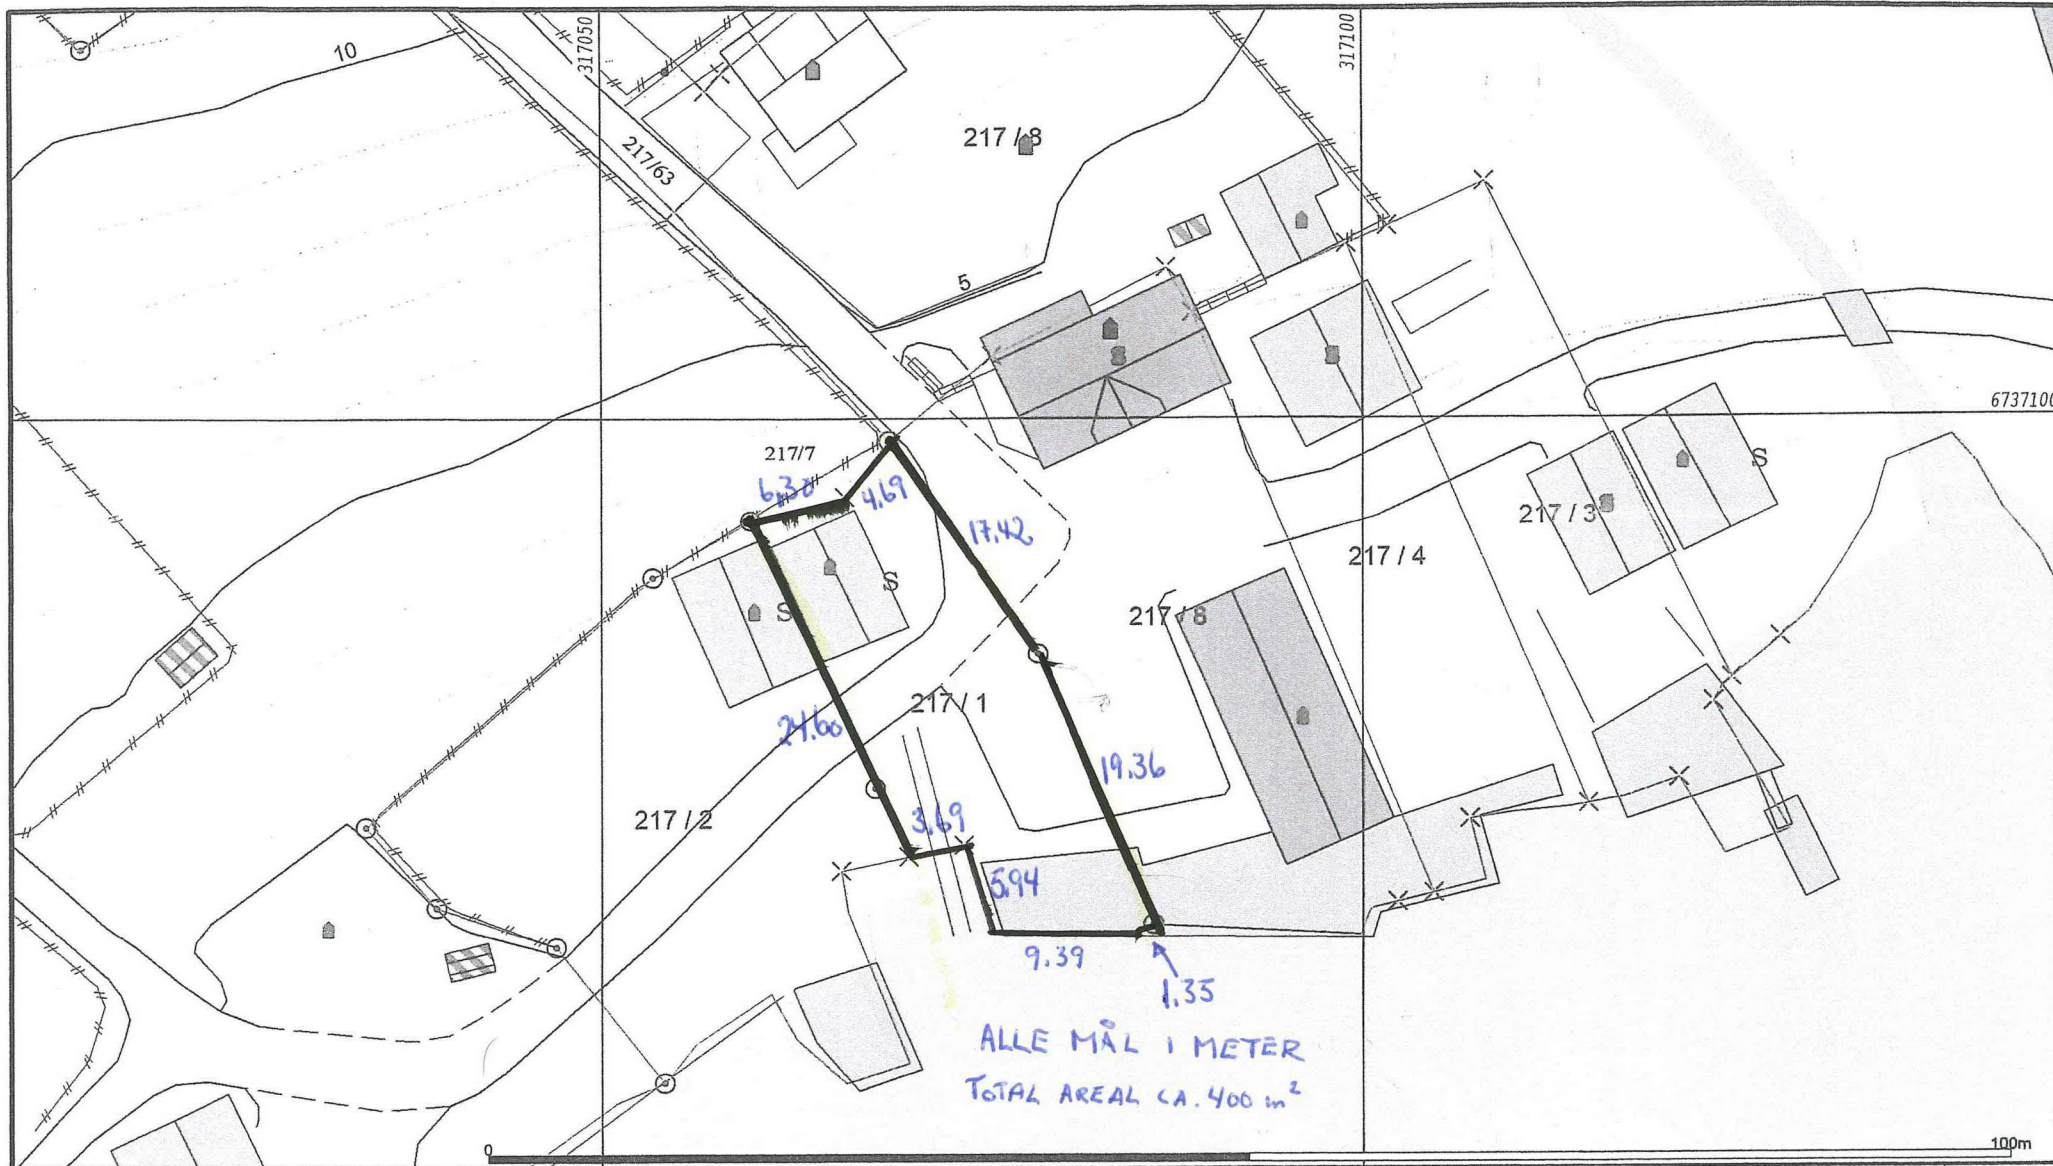 10
317050
317100
217/63
217 / 8
5
6737100
217/7
6,30
4.69
17.42
S
S
S
217 / 3
217 / 4
217 / 8
217 / 1
24.60
19.36
217 / 2
3.69
5.94
9.39
1.35
ALLE MÅL I METER
TOTAL AREAL CA. 400 m²
0
100m